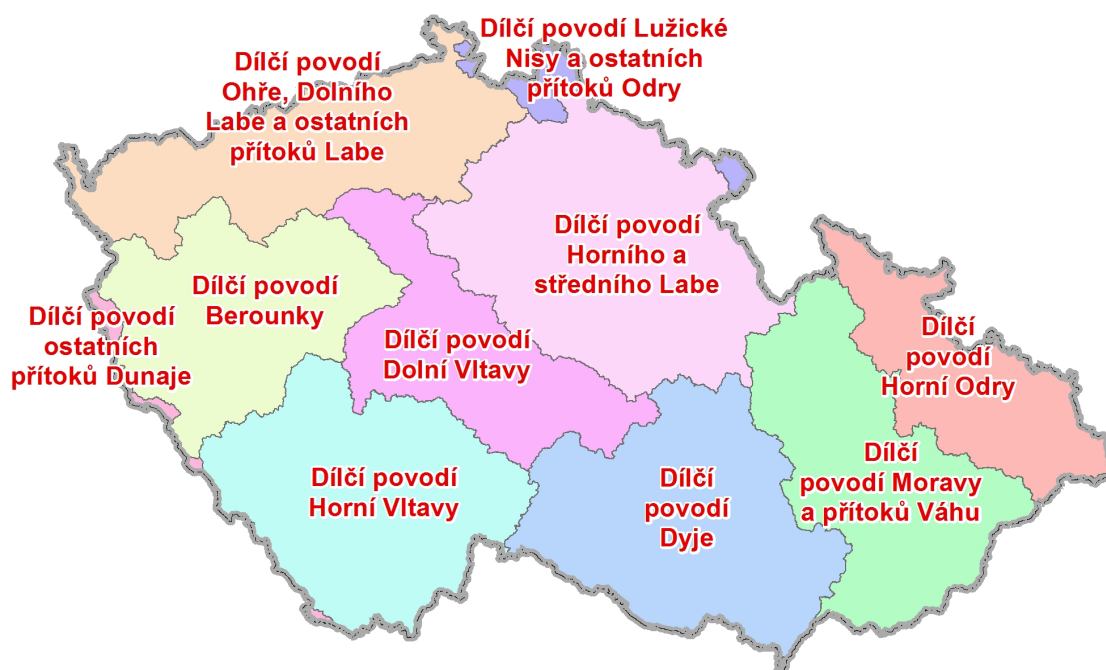 Dílčí povodí Lužické
Nisy a ostatních
přítoků Odry
Dílčí povodí
Ohře, Dolního
Labe a ostatních
přítoků Labe
Dílčí povodí
Horního a
středního Labe
Dílčí povodí
Berounky
Dílčí povodí
ostatních
přítoků Dunaje
Dílčí povodí
Dolní Vltavy
Dílčí
povodí
Horní Odry
Dílčí
povodí Moravy
a přítoků Váhu
Dílčí povodí
Horní Vltavy
Dílčí
povodí
Dyje